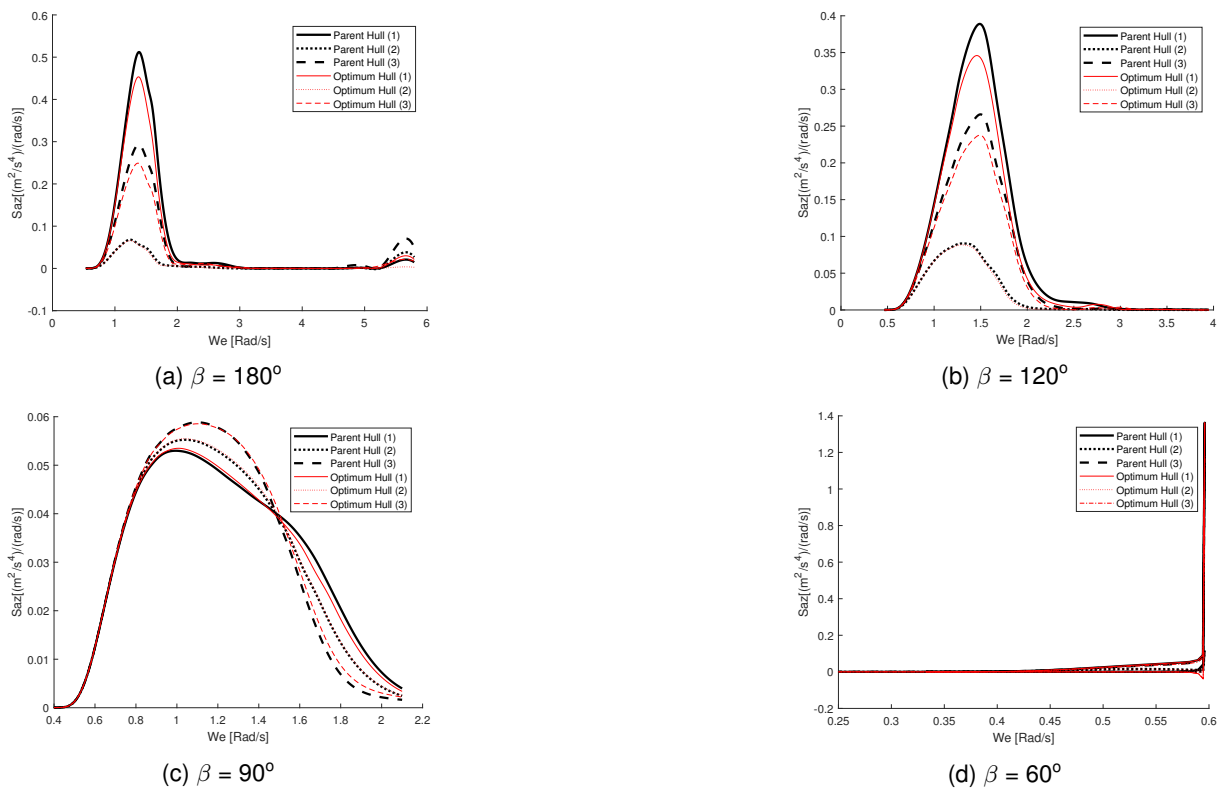 0.6
0.5
0.4
0.3
0.2
0.1
0
-0.1
0 1 2 3 4 5 6
Saz[(m²/s⁴)/(rad/s)]
We [Rad/s]
Parent Hull (1)
Parent Hull (2)
Parent Hull (3)
Optimum Hull (1)
Optimum Hull (2)
Optimum Hull (3)
(a) β = 180º
0.4
0.35
0.3
0.25
0.2
0.15
0.1
0.05
0
0 0.5 1 1.5 2 2.5 3 3.5 4
Saz[(m²/s⁴)/(rad/s)]
We [Rad/s]
Parent Hull (1)
Parent Hull (2)
Parent Hull (3)
Optimum Hull (1)
Optimum Hull (2)
Optimum Hull (3)
(b) β = 120º
0.06
0.05
0.04
0.03
0.02
0.01
0
0.4 0.6 0.8 1 1.2 1.4 1.6 1.8 2 2.2
Saz[(m²/s⁴)/(rad/s)]
We [Rad/s]
Parent Hull (1)
Parent Hull (2)
Parent Hull (3)
Optimum Hull (1)
Optimum Hull (2)
Optimum Hull (3)
(c) β = 90º
1.4
1.2
1
0.8
0.6
0.4
0.2
0
-0.2
0.25 0.3 0.35 0.4 0.45 0.5 0.55 0.6
Saz[(m²/s⁴)/(rad/s)]
We [Rad/s]
Parent Hull (1)
Parent Hull (2)
Parent Hull (3)
Optimum Hull (1)
Optimum Hull (2)
Optimum Hull (3)
(d) β = 60º